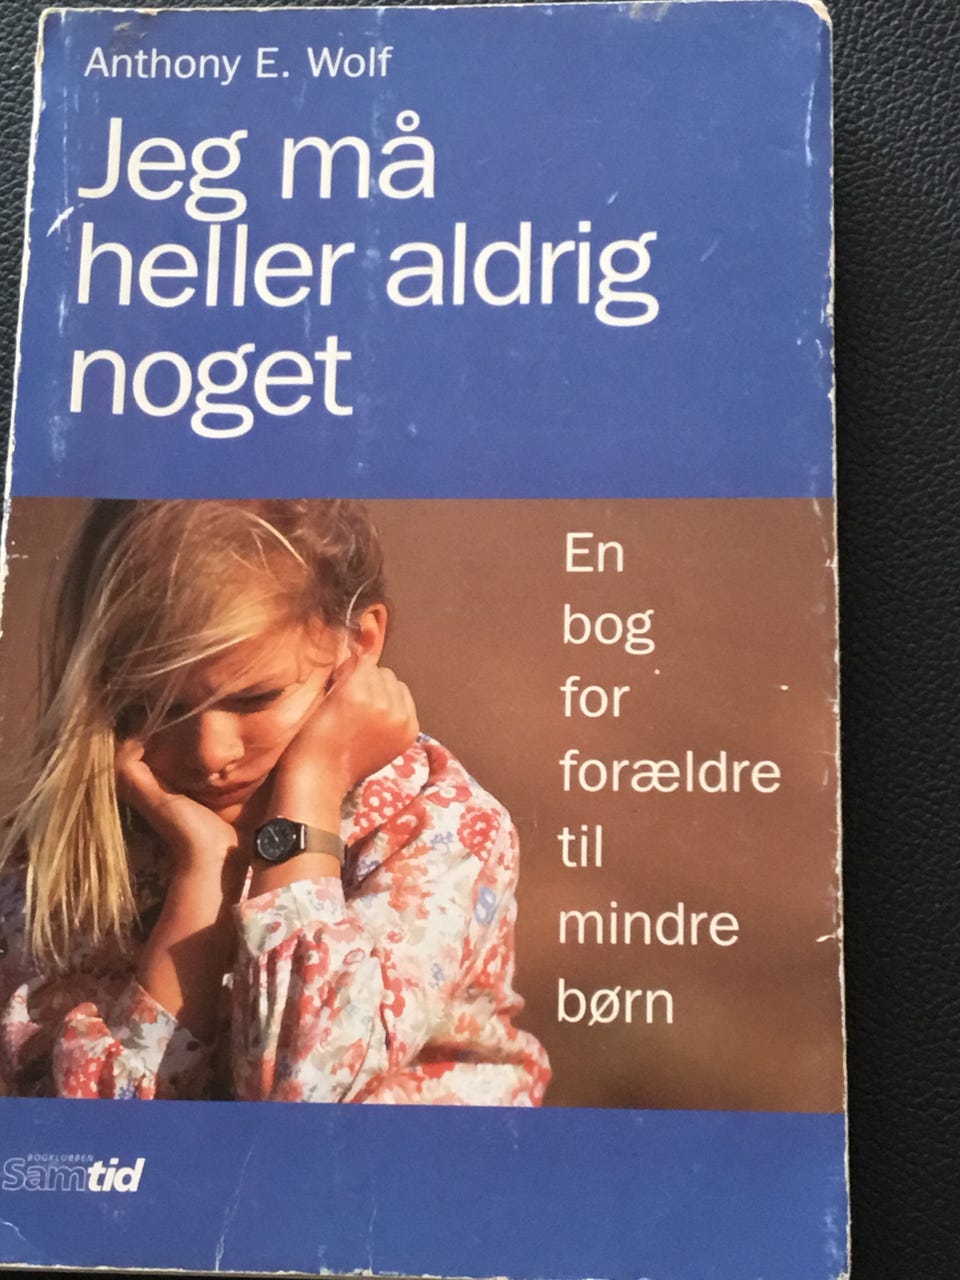 Anthony E. Wolf
Jeg må
heller aldrig
noget
En
bog
for
forældre
til
mindre
børn
BOGKLUBBEN
Samtid